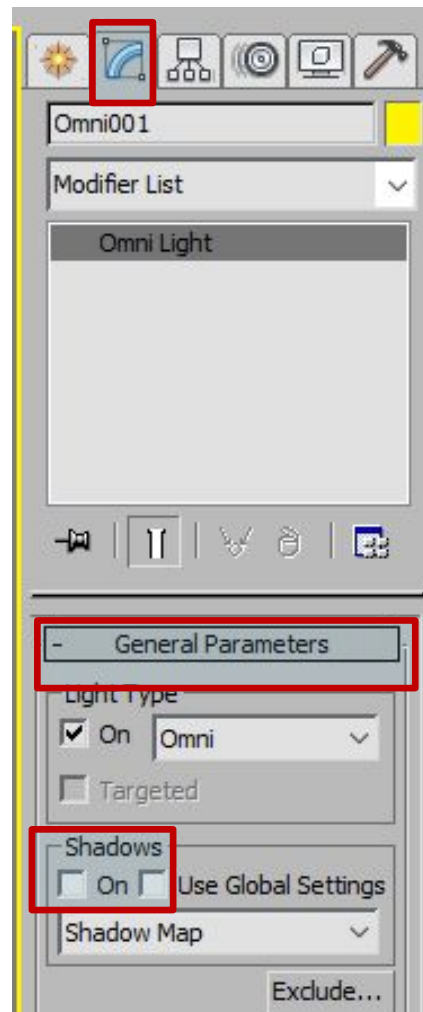 Omni001
Modifier List
Omni Light
- General Parameters
Light Type
On Omni
Targeted
Shadows
On Use Global Settings
Shadow Map
Exclude...